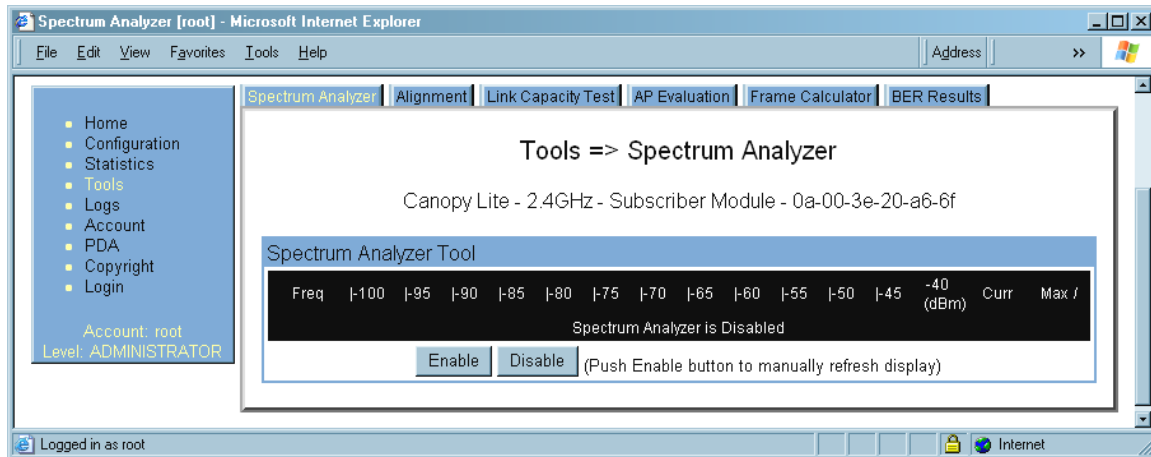 Spectrum Analyzer [root] - Microsoft Internet Explorer
File Edit View Favorites Tools Help Address »
Spectrum Analyzer Alignment Link Capacity Test AP Evaluation Frame Calculator BER Results
Home
Configuration
Statistics
Tools
Logs
Account
PDA
Copyright
Login
Account: root
Level: ADMINISTRATOR
Tools => Spectrum Analyzer
Canopy Lite - 2.4GHz - Subscriber Module - 0a-00-3e-20-a6-6f
Spectrum Analyzer Tool
Freq |-100 |-95 |-90 |-85 |-80 |-75 |-70 |-65 |-60 |-55 |-50 |-45 -40 (dBm) Curr Max /
Spectrum Analyzer is Disabled
Enable Disable (Push Enable button to manually refresh display)
Logged in as root Internet